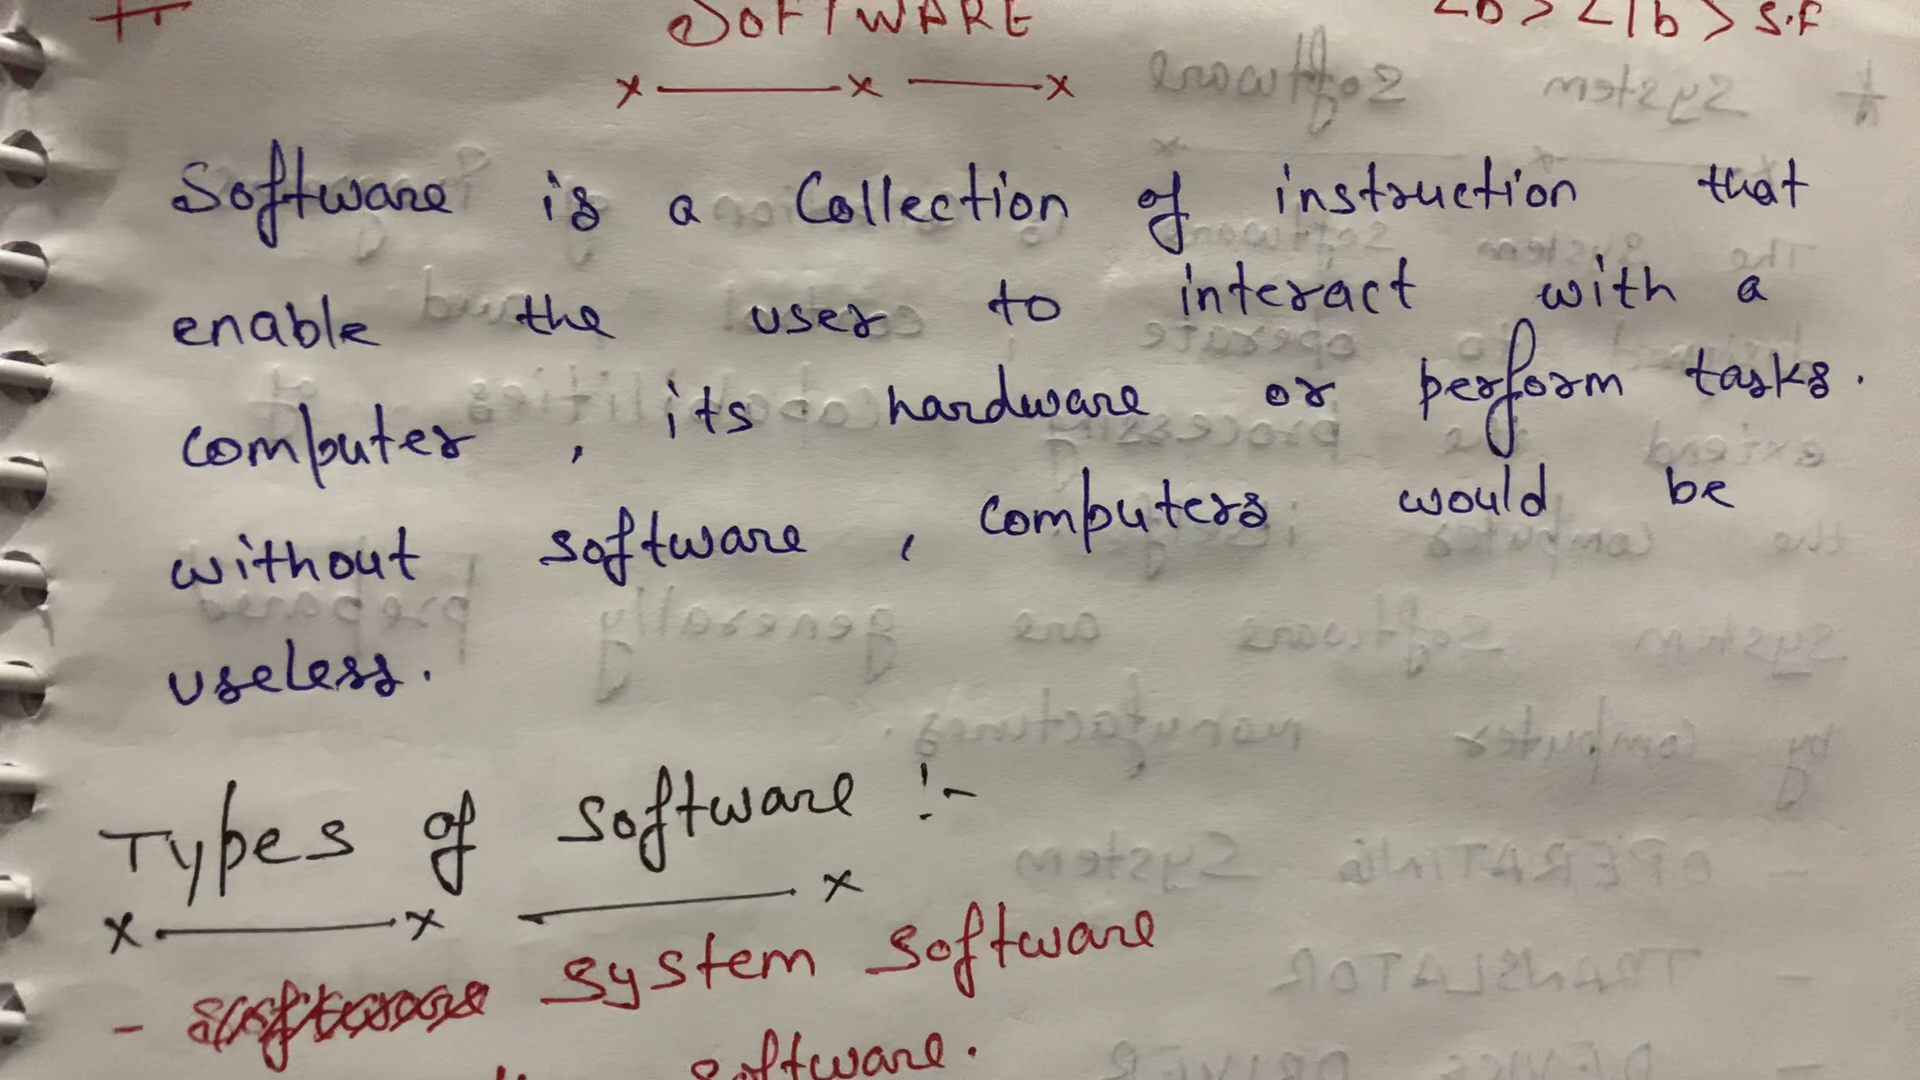 SOFTWARE <b> </b> S.F
Software is a Collection of instruction that
enable the user to interact with a
computer , its hardware or perform tasks.
without software , computers would be
useless.
Types of software :-
- System Software
software.